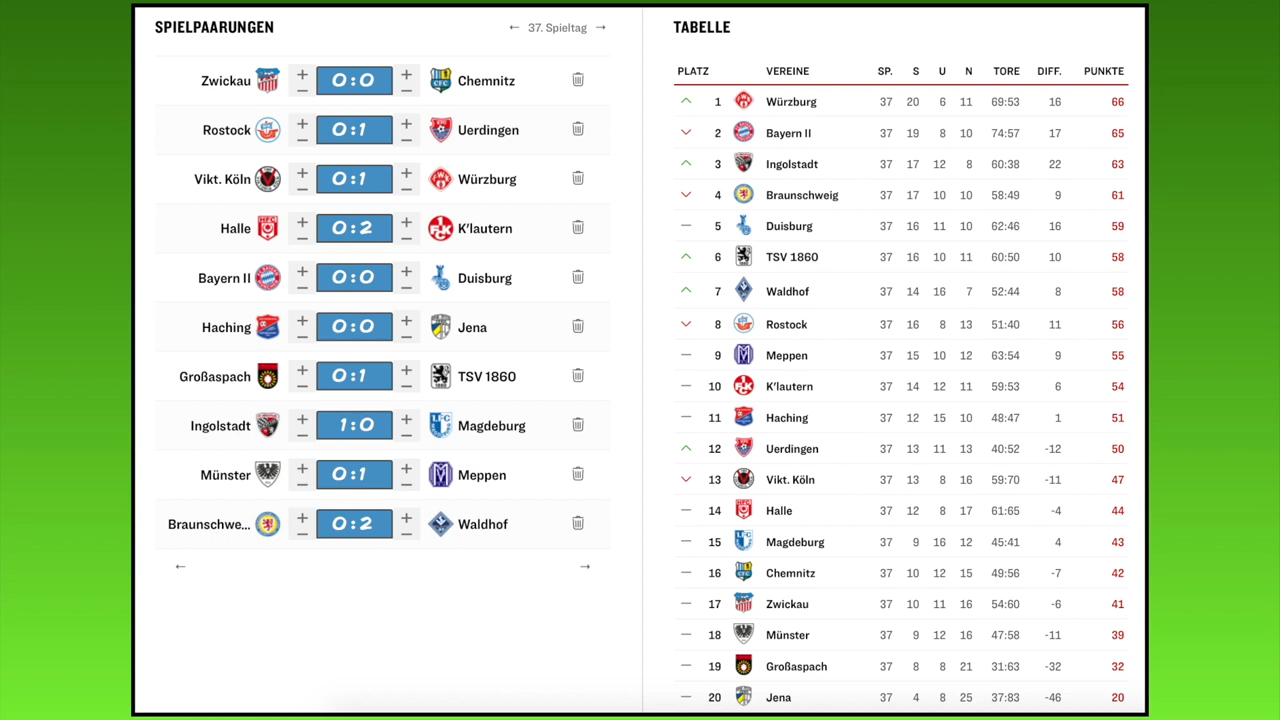 SPIELPAARUNGEN
← 37. Spieltag →
Zwickau + − 0:0 + − Chemnitz
Rostock + − 0:1 + − Uerdingen
Vikt. Köln + − 0:1 + − Würzburg
Halle + − 0:2 + − K'lautern
Bayern II + − 0:0 + − Duisburg
Haching + − 0:0 + − Jena
Großaspach + − 0:1 + − TSV 1860
Ingolstadt + − 1:0 + − Magdeburg
Münster + − 0:1 + − Meppen
Braunschwe... + − 0:2 + − Waldhof
← →
TABELLE
PLATZ VEREINE SP. S U N TORE DIFF. PUNKTE
1 Würzburg 37 20 6 11 69:53 16 66
2 Bayern II 37 19 8 10 74:57 17 65
3 Ingolstadt 37 17 12 8 60:38 22 63
4 Braunschweig 37 17 10 10 58:49 9 61
5 Duisburg 37 16 11 10 62:46 16 59
6 TSV 1860 37 16 10 11 60:50 10 58
7 Waldhof 37 14 16 7 52:44 8 58
8 Rostock 37 16 8 13 51:40 11 56
9 Meppen 37 15 10 12 63:54 9 55
10 K'lautern 37 14 12 11 59:53 6 54
11 Haching 37 12 15 10 48:47 1 51
12 Uerdingen 37 13 11 13 40:52 -12 50
13 Vikt. Köln 37 13 8 16 59:70 -11 47
14 Halle 37 12 8 17 61:65 -4 44
15 Magdeburg 37 9 16 12 45:41 4 43
16 Chemnitz 37 10 12 15 49:56 -7 42
17 Zwickau 37 10 11 16 54:60 -6 41
18 Münster 37 9 12 16 47:58 -11 39
19 Großaspach 37 8 8 21 31:63 -32 32
20 Jena 37 4 8 25 37:83 -46 20